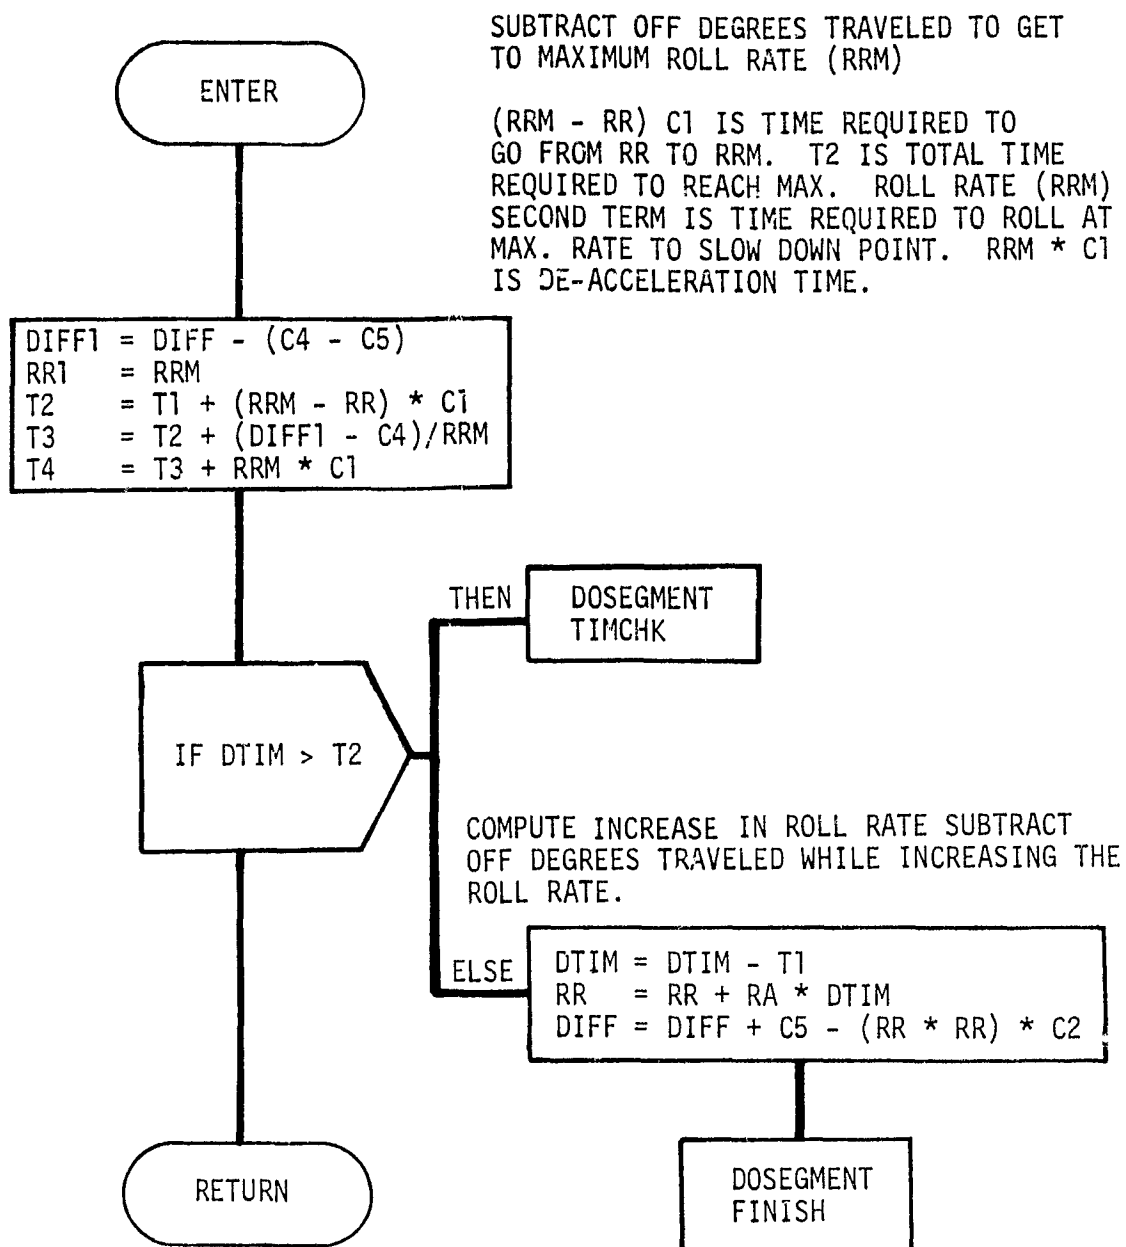 SUBTRACT OFF DEGREES TRAVELED TO GET
TO MAXIMUM ROLL RATE (RRM)
ENTER
(RRM - RR) C1 IS TIME REQUIRED TO
GO FROM RR TO RRM. T2 IS TOTAL TIME
REQUIRED TO REACH MAX. ROLL RATE (RRM)
SECOND TERM IS TIME REQUIRED TO ROLL AT
MAX. RATE TO SLOW DOWN POINT. RRM * C1
IS DE-ACCELERATION TIME.
DIFF1 = DIFF - (C4 - C5)
RR1 = RRM
T2 = T1 + (RRM - RR) * C1
T3 = T2 + (DIFF1 - C4)/RRM
T4 = T3 + RRM * C1
THEN
DOSEGMENT
TIMCHK
IF DTIM > T2
COMPUTE INCREASE IN ROLL RATE SUBTRACT
OFF DEGREES TRAVELED WHILE INCREASING THE
ROLL RATE.
ELSE
DTIM = DTIM - T1
RR = RR + RA * DTIM
DIFF = DIFF + C5 - (RR * RR) * C2
RETURN
DOSEGMENT
FINISH